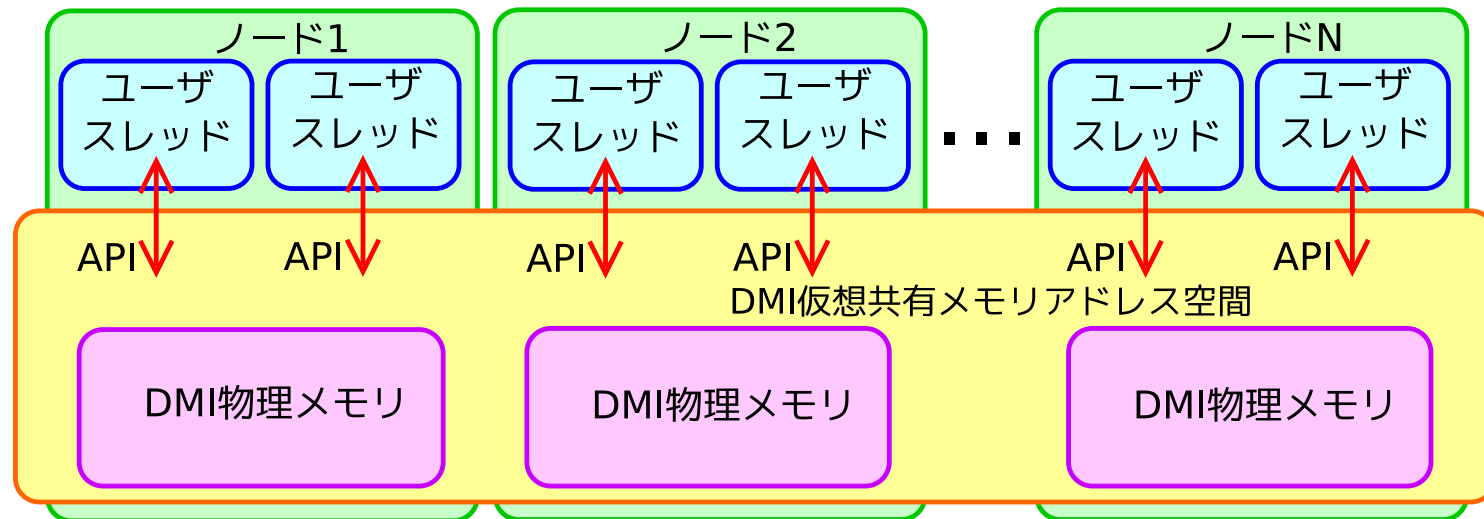 ノード1
ユーザ
スレッド
ユーザ
スレッド
API
API
DMI物理メモリ
ノード2
ユーザ
スレッド
ユーザ
スレッド
API
API
DMI物理メモリ
...
ノードN
ユーザ
スレッド
ユーザ
スレッド
API
API
DMI物理メモリ
DMI仮想共有メモリアドレス空間